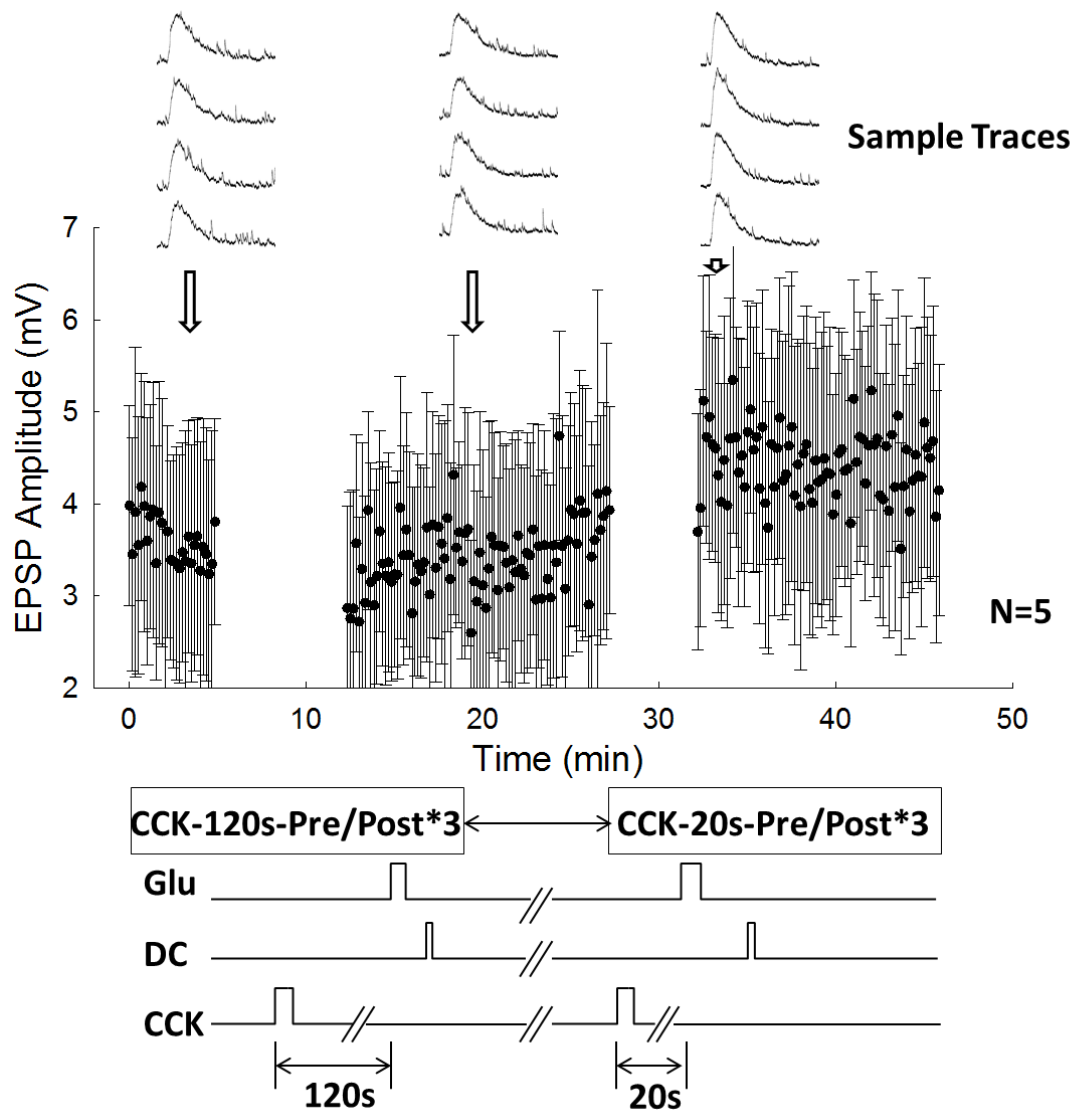 Sample Traces
7
6
5
4
3
2
EPSP Amplitude (mV)
N=5
0 10 20 30 40 50
Time (min)
CCK-120s-Pre/Post*3 CCK-20s-Pre/Post*3
Glu
DC
CCK
120s 20s